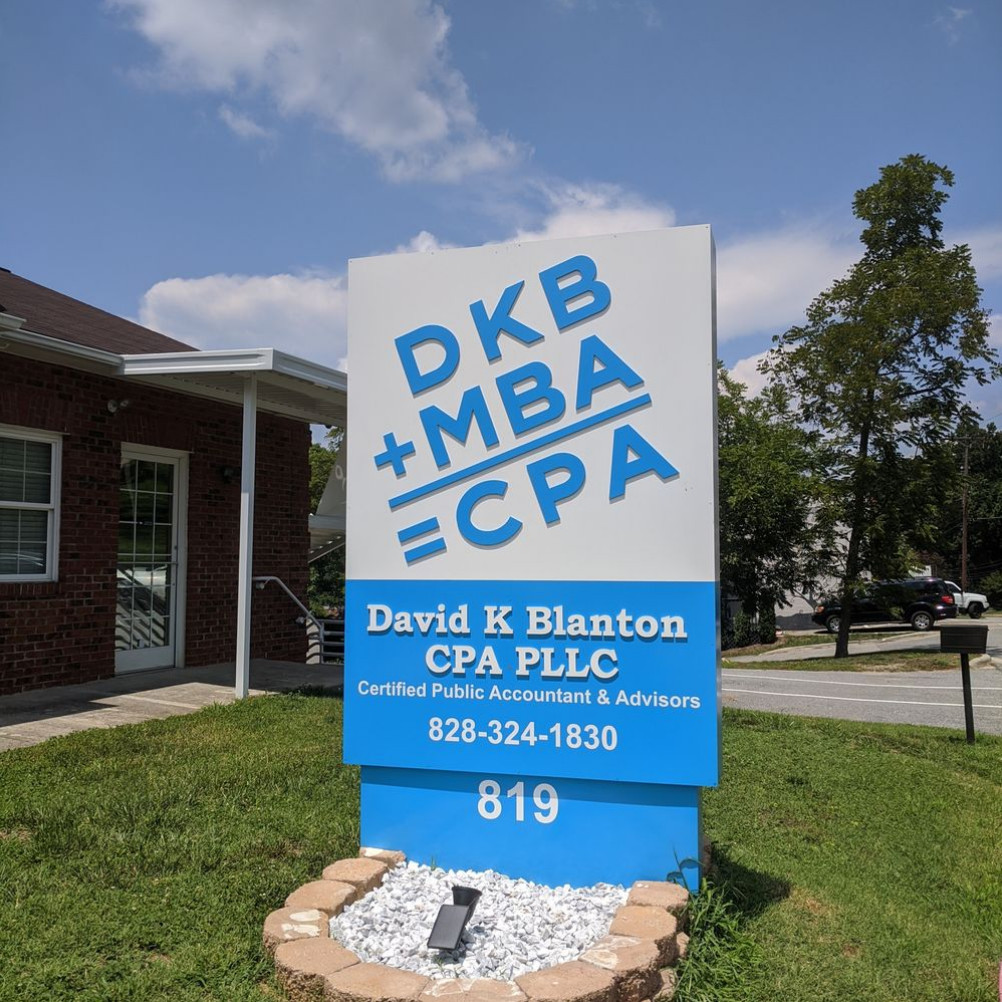 DKB
+MBA
=CPA
David K Blanton
CPA PLLC
Certified Public Accountant & Advisors
828-324-1830
819